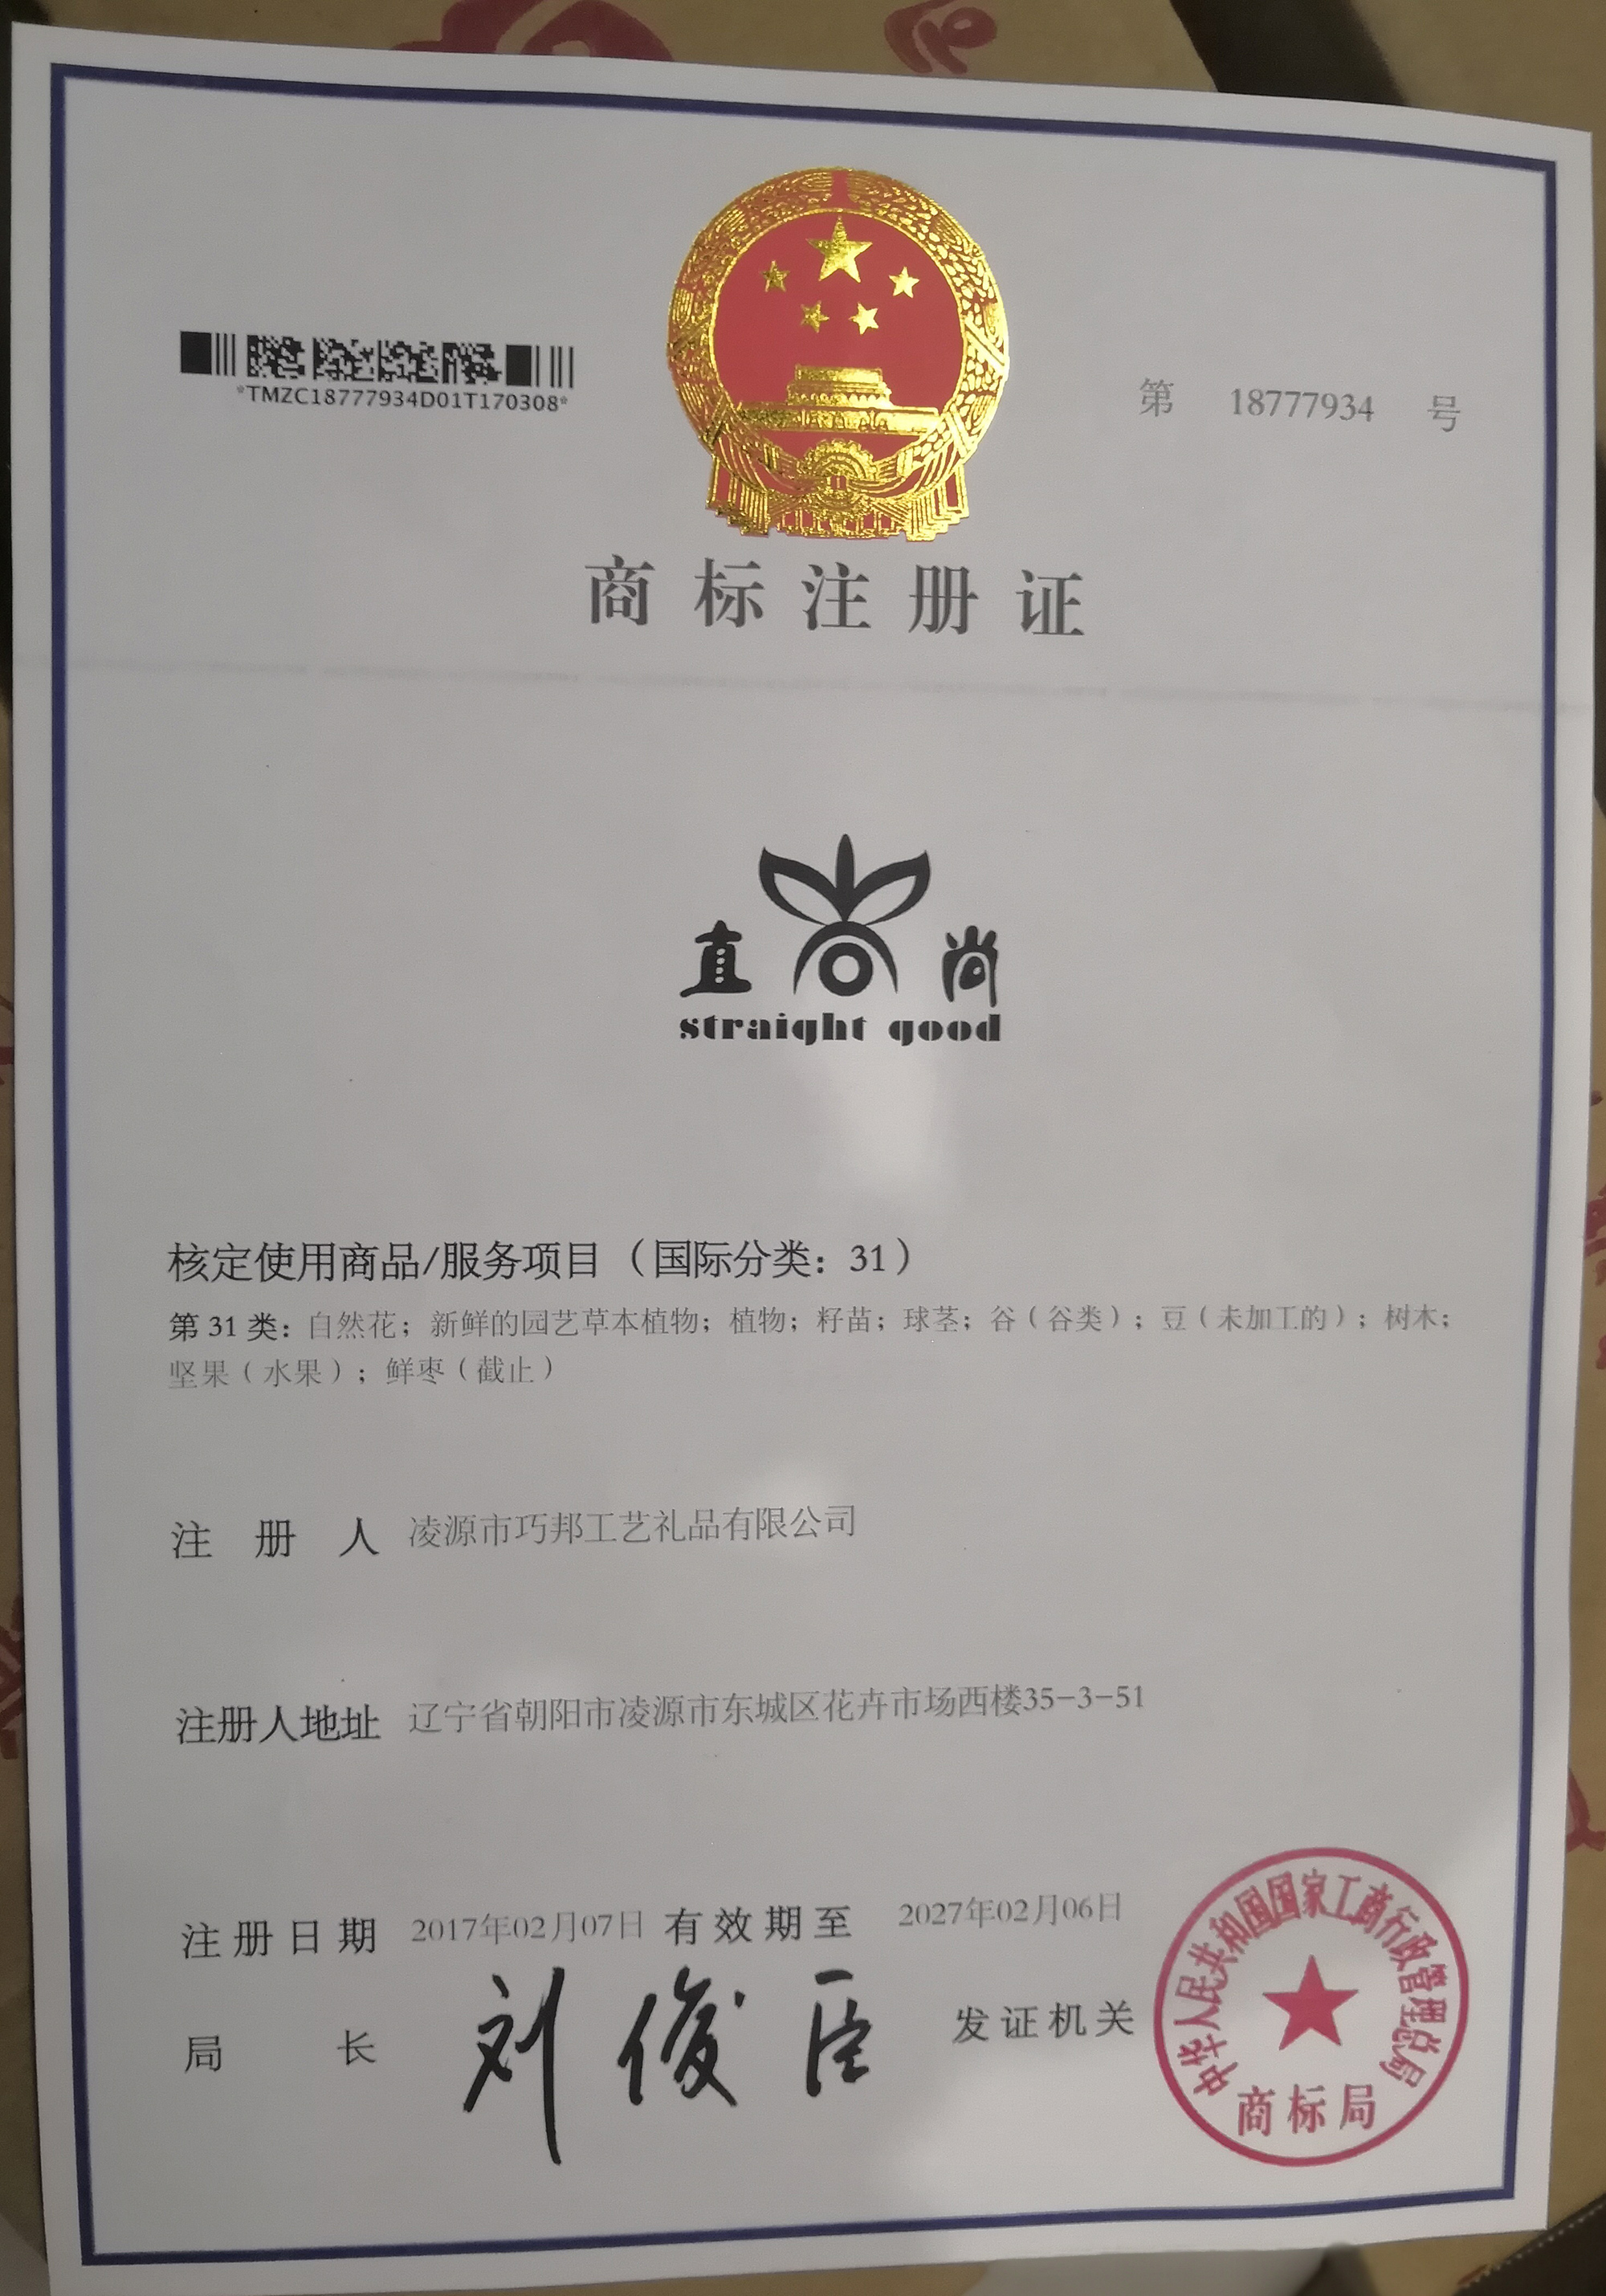 *TMZC18777934D01T170308*
第 18777934 号
商标注册证
直 尚
straight good
核定使用商品/服务项目（国际分类：31）
第 31 类：自然花；新鲜的园艺草本植物；植物；籽苗；球茎；谷（谷类）；豆（未加工的）；树木；
坚果（水果）；鲜枣（截止）
注 册 人 凌源市巧邦工艺礼品有限公司
注册人地址 辽宁省朝阳市凌源市东城区花卉市场西楼35-3-51
注册日期 2017年02月07日 有效期至 2027年02月06日
局 长 刘俊臣 发证机关
中华人民共和国国家工商行政管理总局
商标局